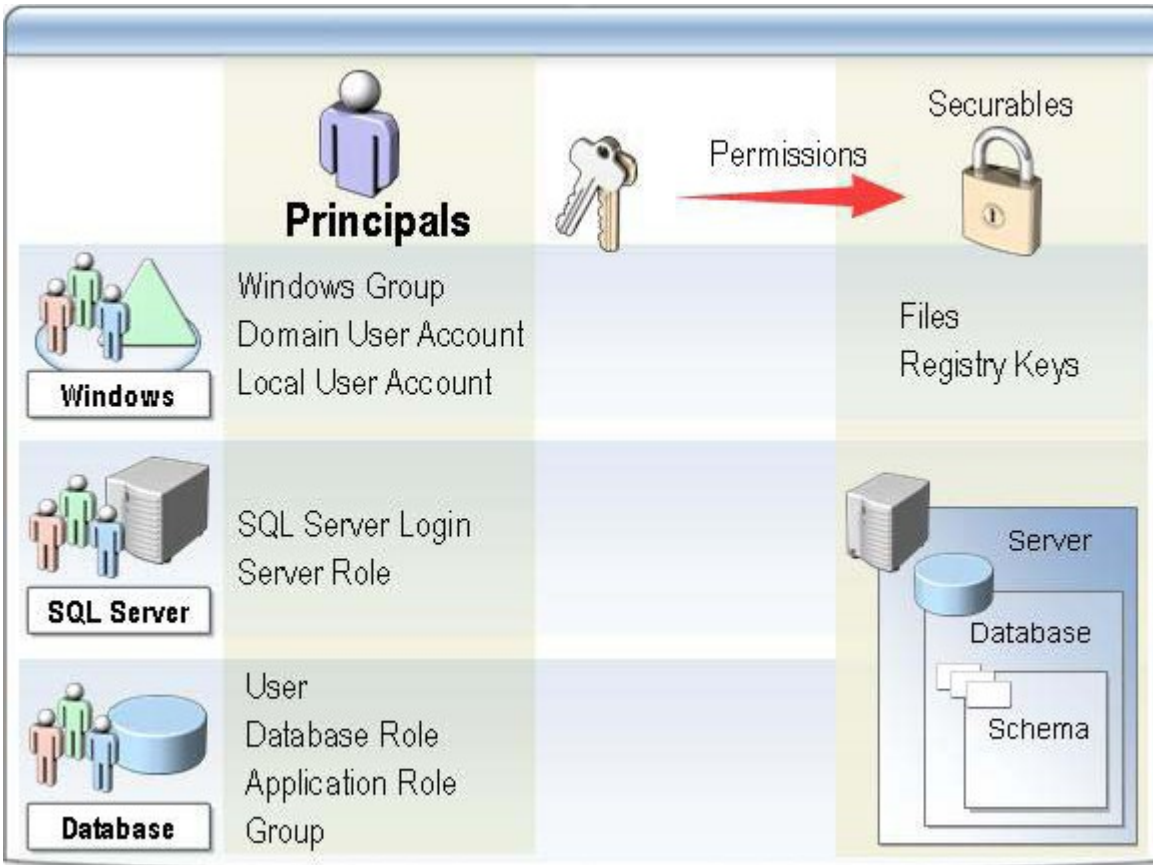 Securables
Permissions
Principals
Windows Group
Domain User Account
Local User Account
Windows
Files
Registry Keys
SQL Server Login
Server Role
SQL Server
Server
Database
Schema
User
Database Role
Application Role
Group
Database